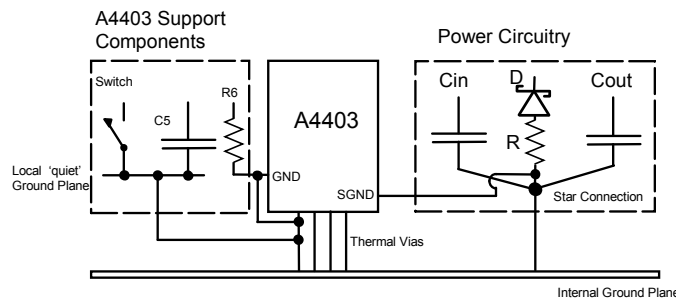 A4403 Support
Components
Power Circuitry
Switch
C5
R6
A4403
Cin
D
Cout
R
Local ‘quiet’
Ground Plane
GND
SGND
Star Connection
Thermal Vias
Internal Ground Plane